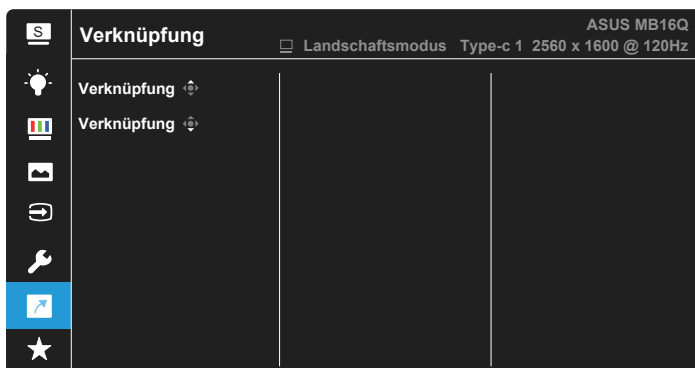 S
Verknüpfung
ASUS MB16Q
Landschaftsmodus Type-c 1 2560 x 1600 @ 120Hz
Verknüpfung
Verknüpfung